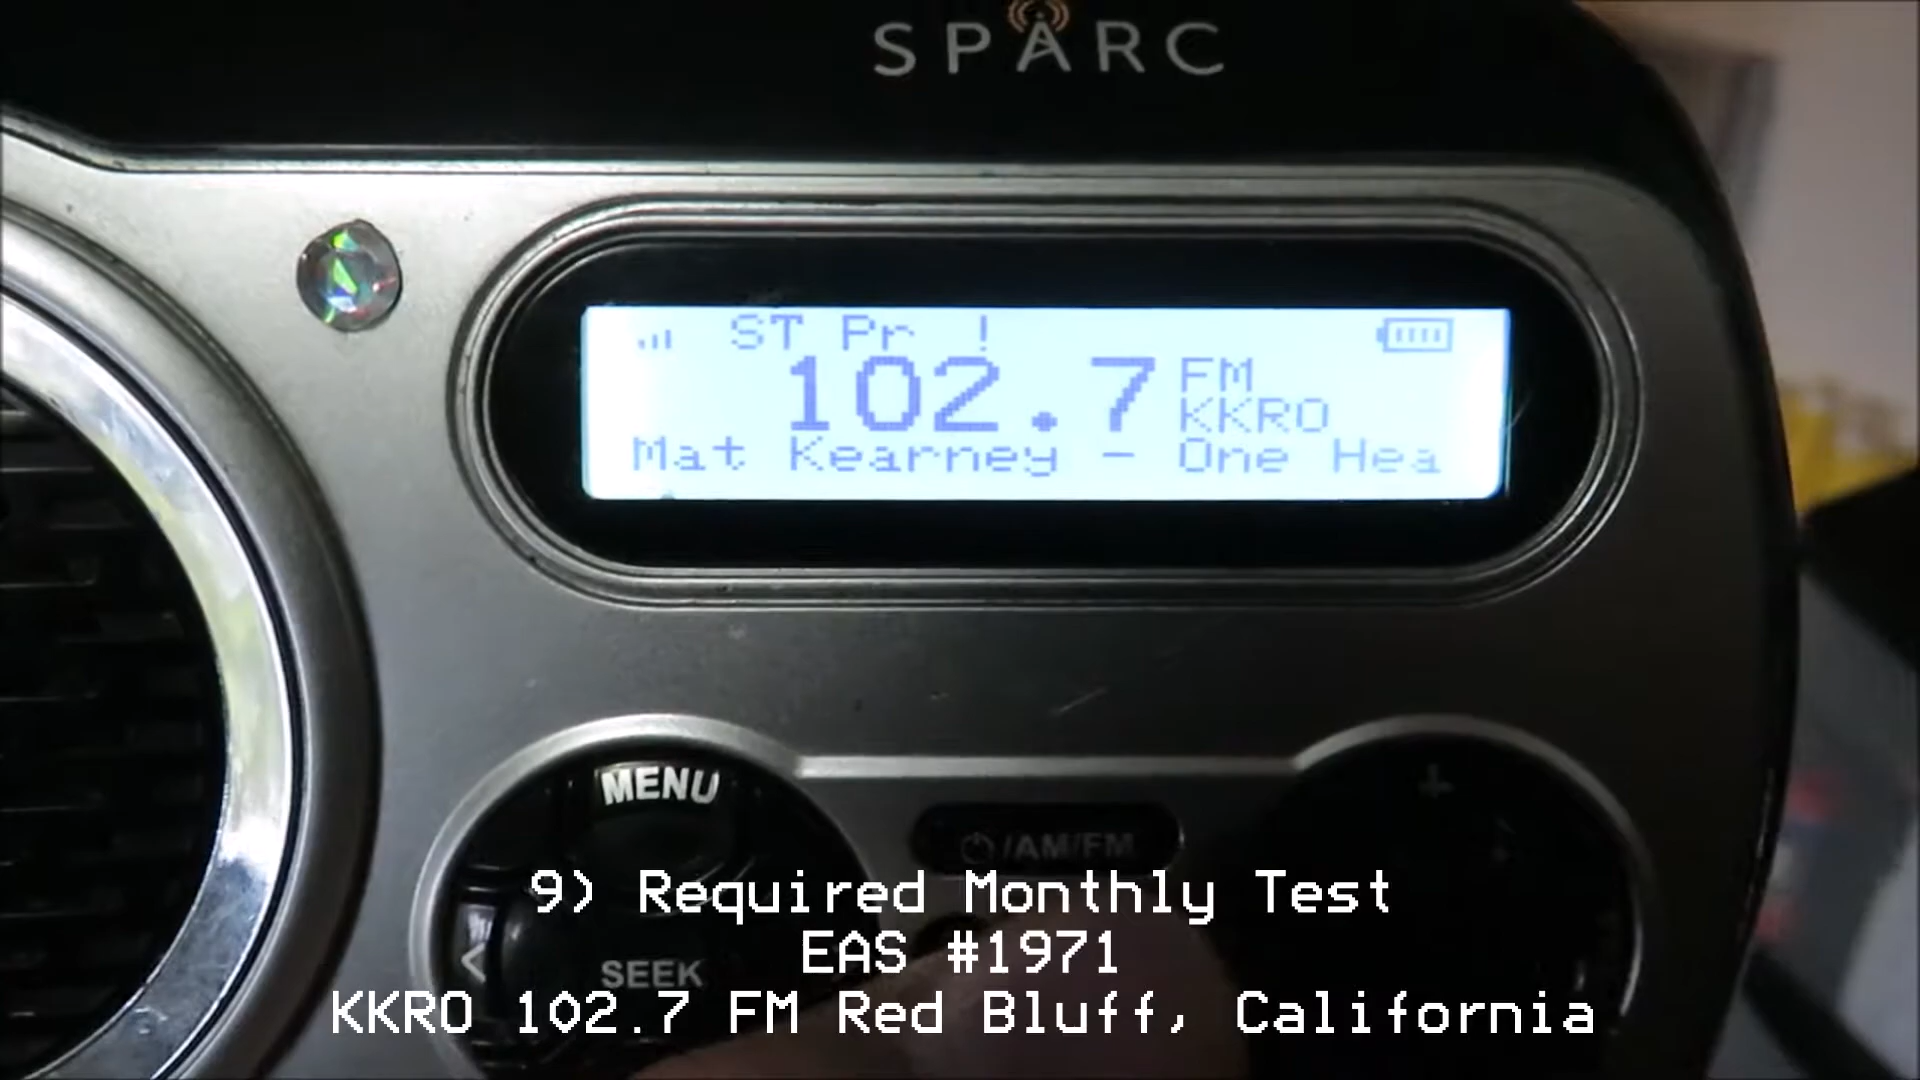 SPARC
ST Pr !
102.7 FM
KKRO
Mat Kearney - One Hea
MENU
+
/AM/FM
<
SEEK
9) Required Monthly Test
EAS #1971
KKRO 102.7 FM Red Bluff, California